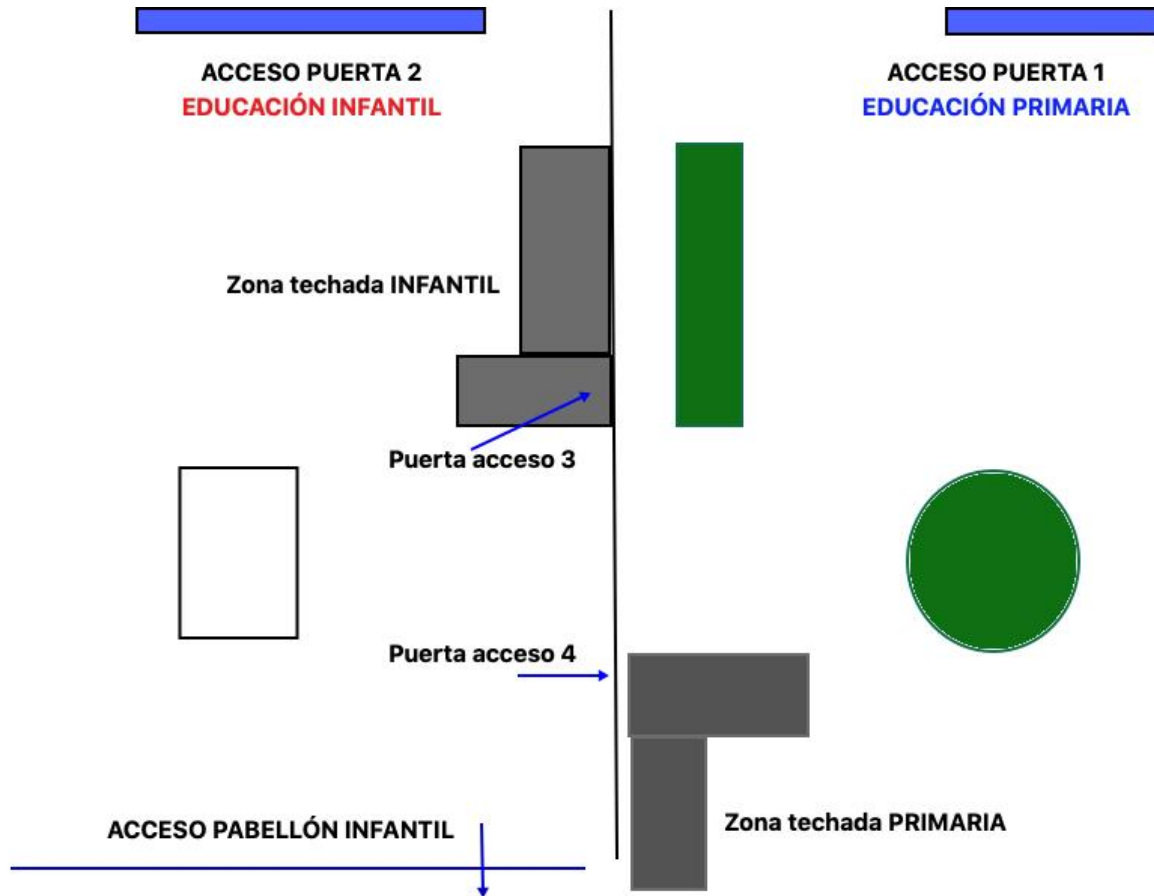 ACCESO PUERTA 2
EDUCACIÓN INFANTIL
ACCESO PUERTA 1
EDUCACIÓN PRIMARIA
Zona techada INFANTIL
Puerta acceso 3
Puerta acceso 4
ACCESO PABELLÓN INFANTIL
Zona techada PRIMARIA